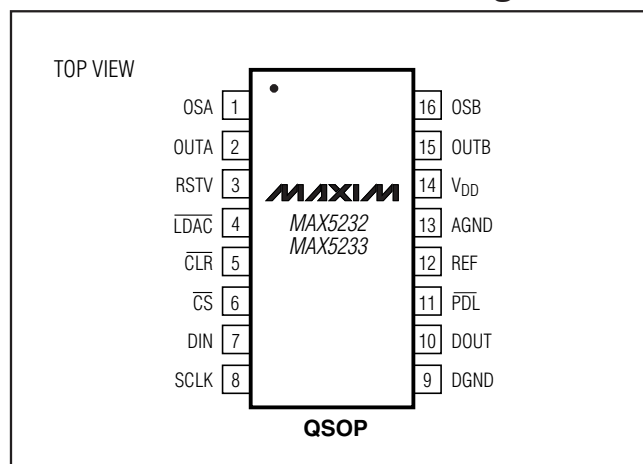 TOP VIEW
OSA 1
16 OSB
OUTA 2
15 OUTB
RSTV 3
14 VDD
MAXIM
LDAC 4
13 AGND
MAX5232
MAX5233
CLR 5
12 REF
CS 6
11 PDL
DIN 7
10 DOUT
SCLK 8
9 DGND
QSOP